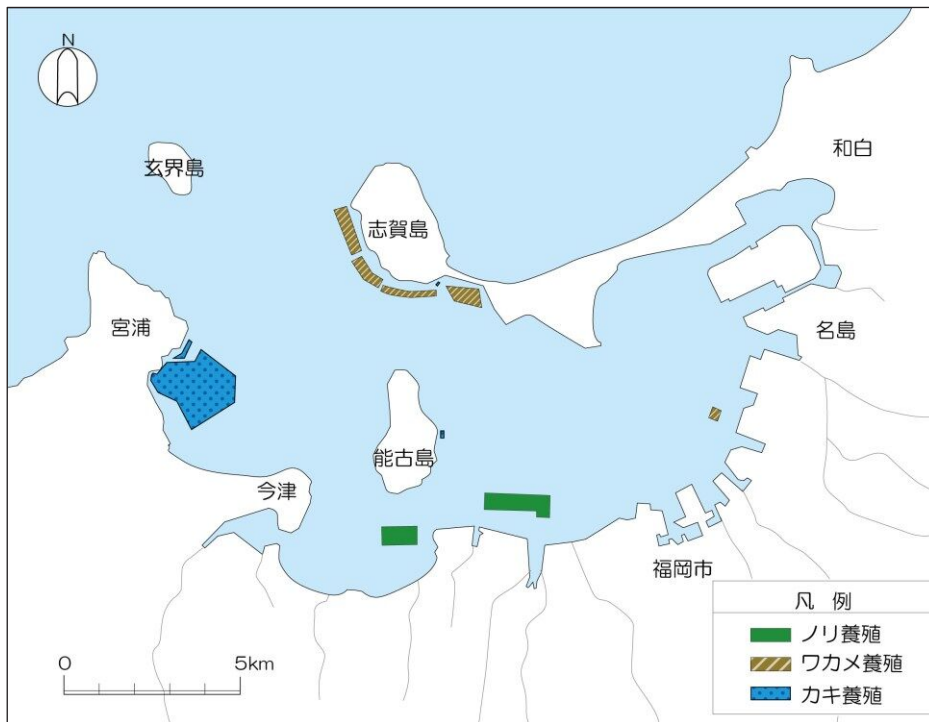 N
和白
玄界島
志賀島
宮浦
名島
能古島
今津
福岡市
凡 例
ノリ養殖
ワカメ養殖
カキ養殖
0 5km